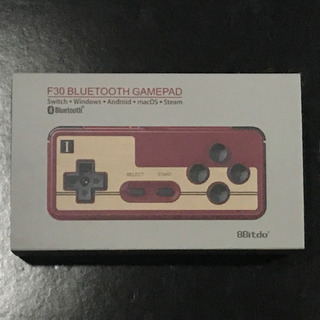 F30 BLUETOOTH GAMEPAD
Switch • Windows • Android • macOS • Steam
Bluetooth®
I
SELECT START
8Bitdo®